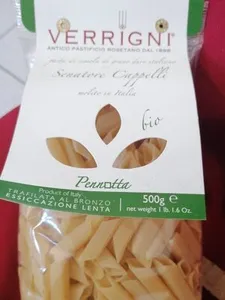 VERRIGNI®
ANTICO PASTIFICIO ROSETANO DAL 1898
pasta di semola di grano duro italiano
Senatore Cappelli
molito in Italia
bio
Pennotta
Product of Italy
TRAFILATA AL BRONZO
ESSICCAZIONE LENTA
500g e
net weight 1 lb. 1.6 Oz.